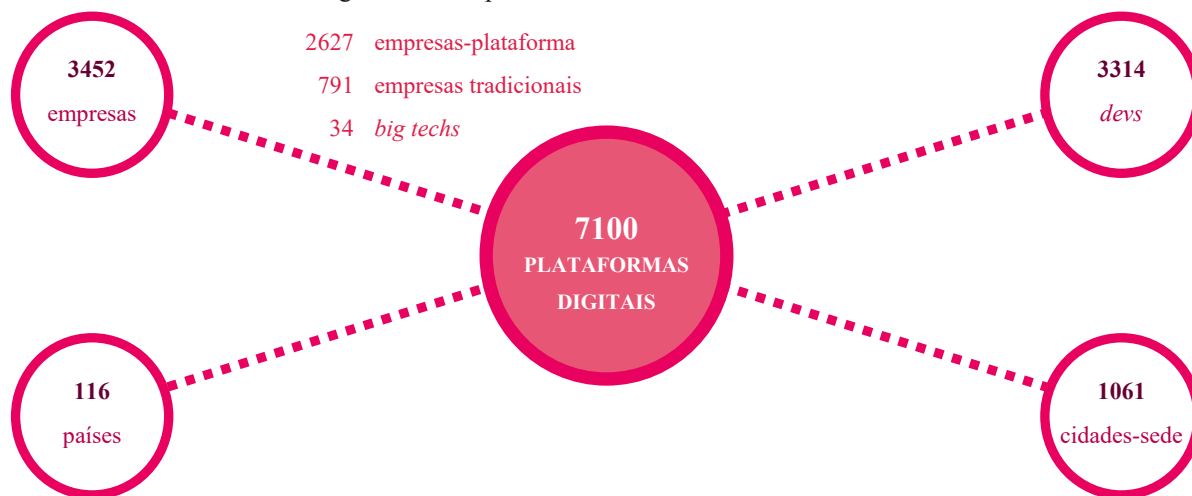 2627 empresas-plataforma
791 empresas tradicionais
34 big techs
3452
empresas
3314
devs
7100
PLATAFORMAS
DIGITAIS
116
países
1061
cidades-sede